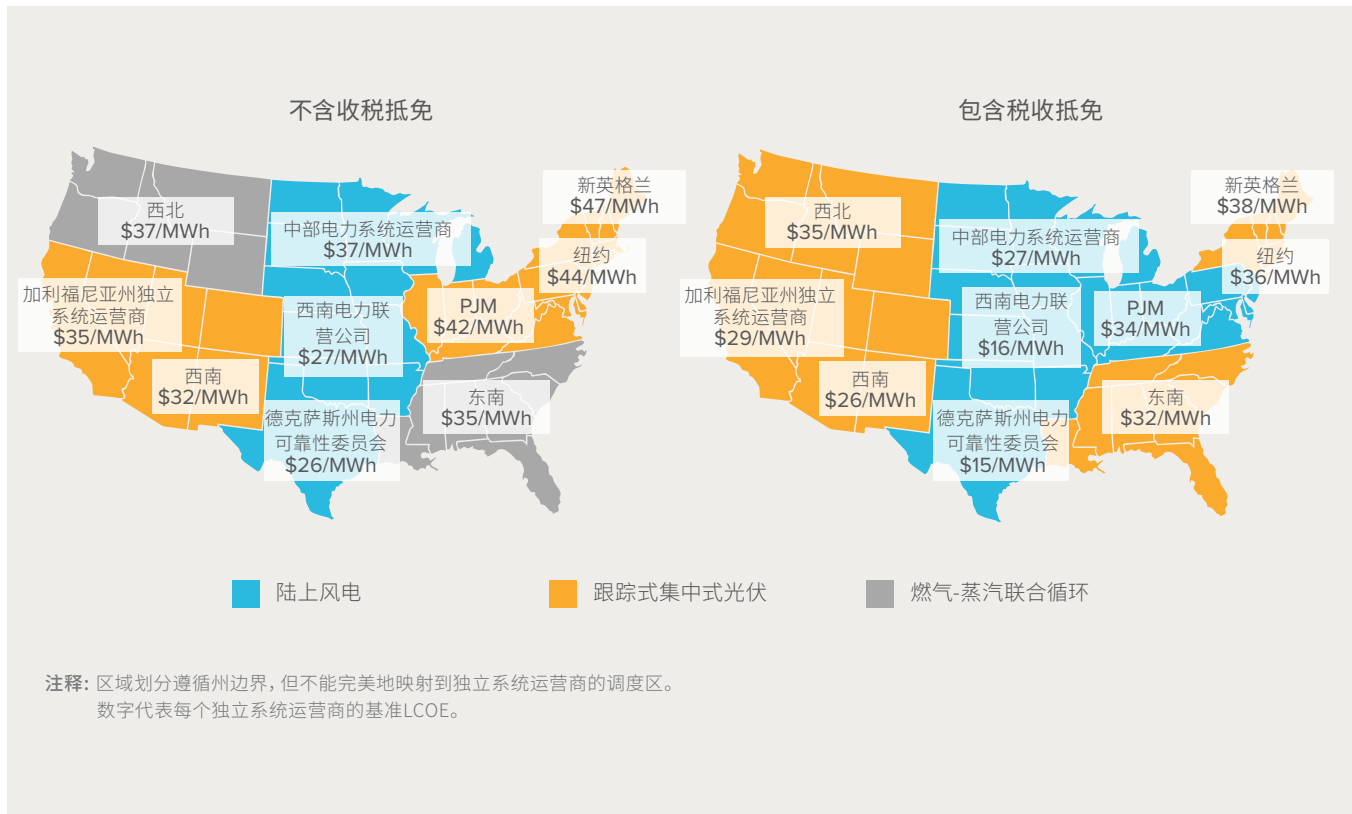 不含收税抵免
西北
$37/MWh
中部电力系统运营商
$37/MWh
新英格兰
$47/MWh
纽约
$44/MWh
加利福尼亚州独立
系统运营商
$35/MWh
西南电力联
营公司
$27/MWh
PJM
$42/MWh
西南
$32/MWh
东南
$35/MWh
德克萨斯州电力
可靠性委员会
$26/MWh
包含税收抵免
西北
$35/MWh
中部电力系统运营商
$27/MWh
新英格兰
$38/MWh
纽约
$36/MWh
加利福尼亚州独立
系统运营商
$29/MWh
西南电力联
营公司
$16/MWh
PJM
$34/MWh
西南
$26/MWh
东南
$32/MWh
德克萨斯州电力
可靠性委员会
$15/MWh
陆上风电
跟踪式集中式光伏
燃气-蒸汽联合循环
注释: 区域划分遵循州边界，但不能完美地映射到独立系统运营商的调度区。
数字代表每个独立系统运营商的基准LCOE。